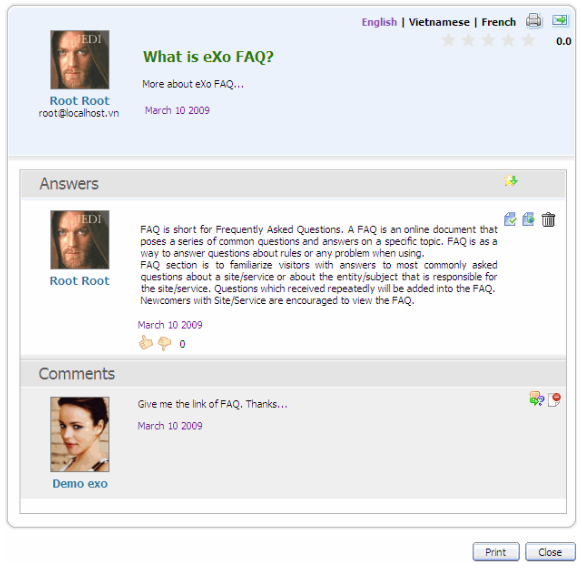 English | Vietnamese | French
0.0
JEDI
What is eXo FAQ?
More about eXo FAQ...
Root Root
root@localhost.vn
March 10 2009
Answers
JEDI
FAQ is short for Frequently Asked Questions. A FAQ is an online document that
poses a series of common questions and answers on a specific topic. FAQ is as a
way to answer questions about rules or any problem when using.
FAQ section is to familiarize visitors with answers to most commonly asked
questions about a site/service or about the entity/subject that is responsible for
the site/service. Questions which received repeatedly will be added into the FAQ.
Newcomers with Site/Service are encouraged to view the FAQ.
Root Root
March 10 2009
0
Comments
Give me the link of FAQ. Thanks...
March 10 2009
Demo exo
Print
Close